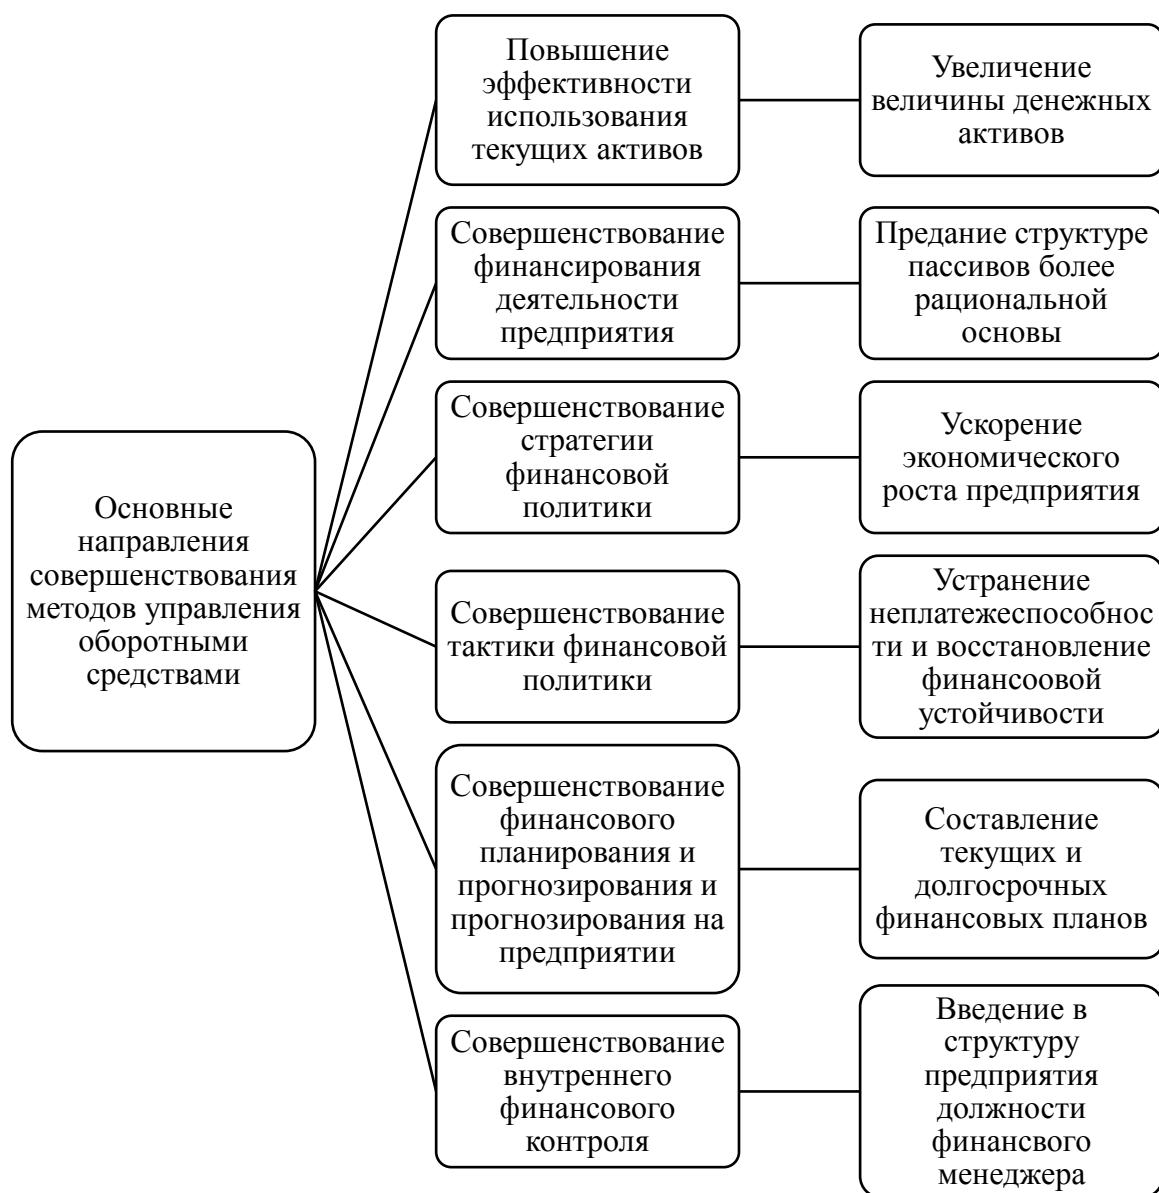 Основные
направления
совершенствования
методов управления
оборотными
средствами
Повышение
эффективности
использования
текущих активов
Увеличение
величины денежных
активов
Совершенствование
финансирования
деятельности
предприятия
Предание структуре
пассивов более
рациональной
основы
Совершенствование
стратегии
финансовой
политики
Ускорение
экономического
роста предприятия
Совершенствование
тактики финансовой
политики
Устранение
неплатежеспособнос
ти и восстановление
финансоовой
устойчивости
Совершенствование
финансового
планирования и
прогнозирования и
прогнозирования на
предприятии
Составление
текущих и
долгосрочных
финансовых планов
Совершенствование
внутреннего
финансового
контроля
Введение в
структуру
предприятия
должности
финансвого
менеджера